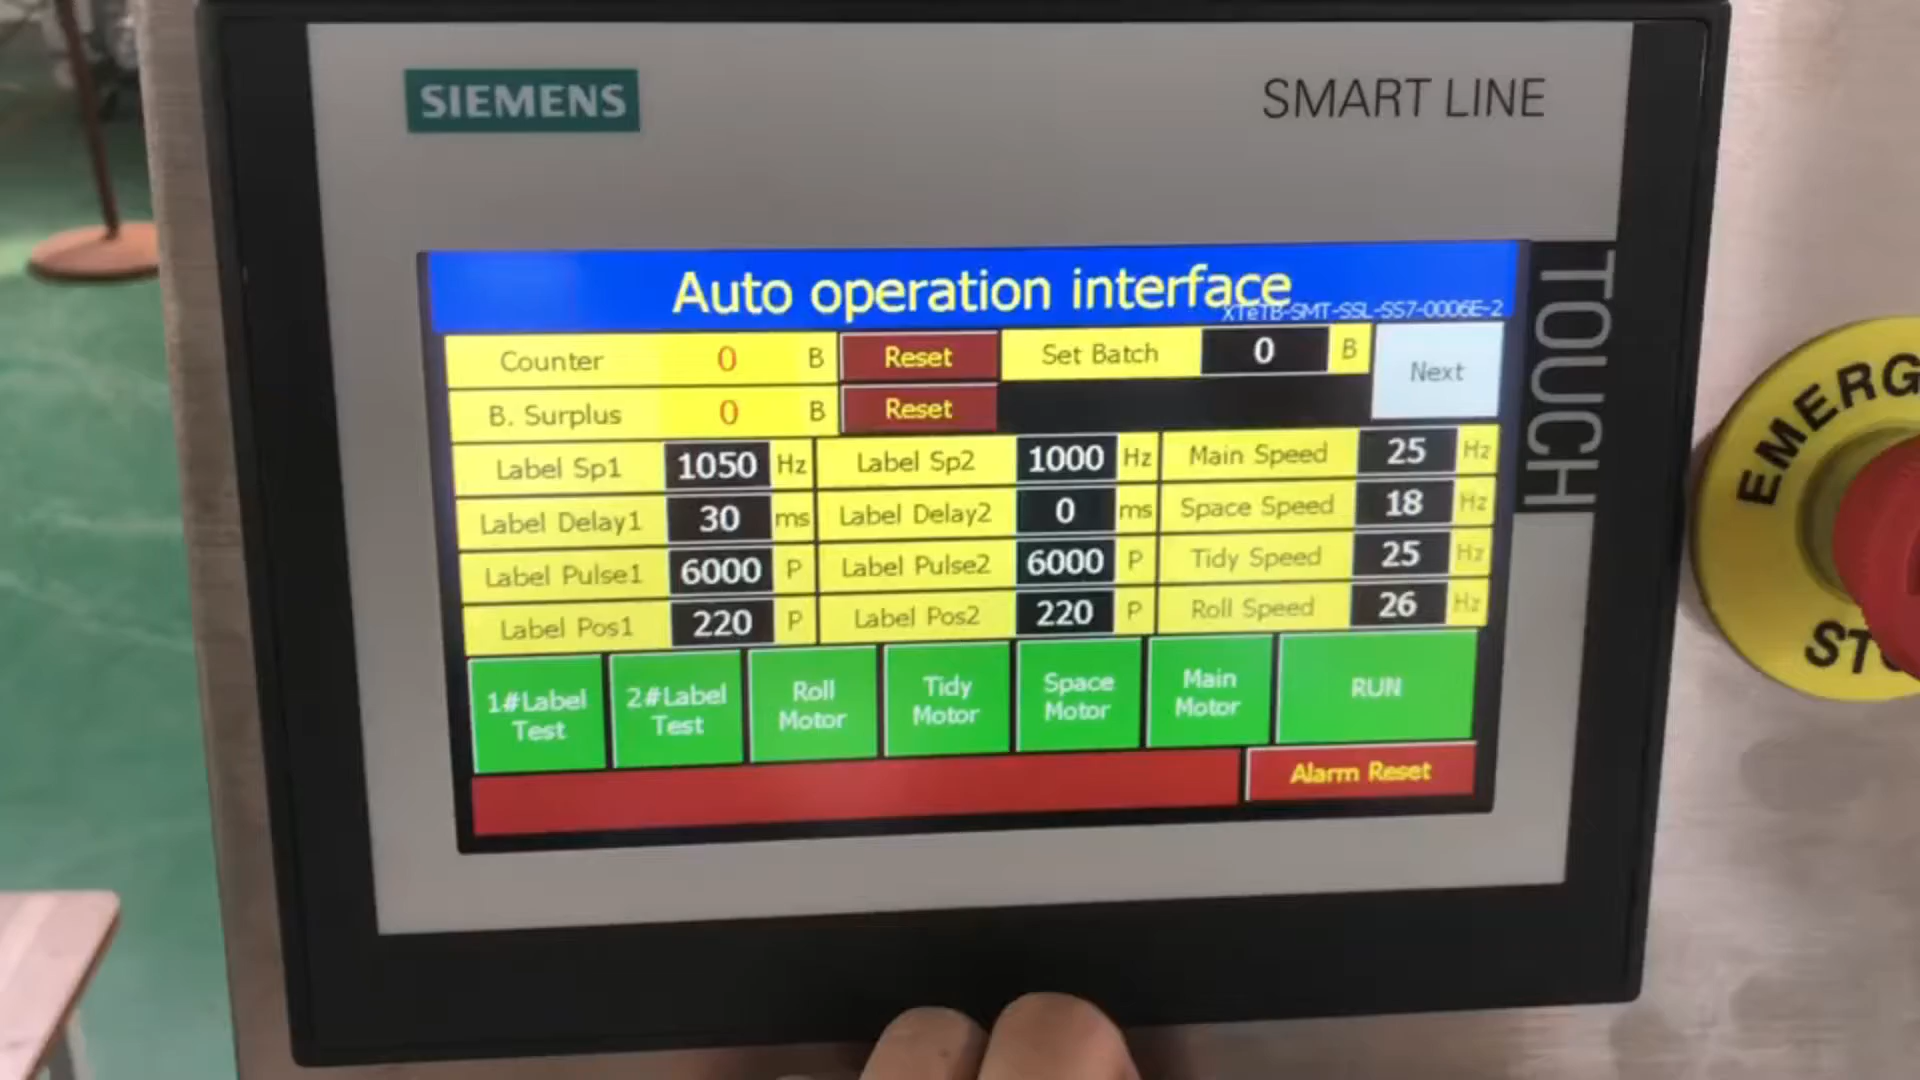 SIEMENS
SMART LINE
TOUCH
Auto operation interface
XTeTB-SMT-SSL-SS7-0006E-2
Counter 0 B Reset Set Batch 0 B Next
B. Surplus 0 B Reset
Label Sp1 1050 Hz Label Sp2 1000 Hz Main Speed 25 Hz
Label Delay1 30 ms Label Delay2 0 ms Space Speed 18 Hz
Label Pulse1 6000 P Label Pulse2 6000 P Tidy Speed 25 Hz
Label Pos1 220 P Label Pos2 220 P Roll Speed 26 Hz
1#Label Test
2#Label Test
Roll Motor
Tidy Motor
Space Motor
Main Motor
RUN
Alarm Reset
EMERG
STO